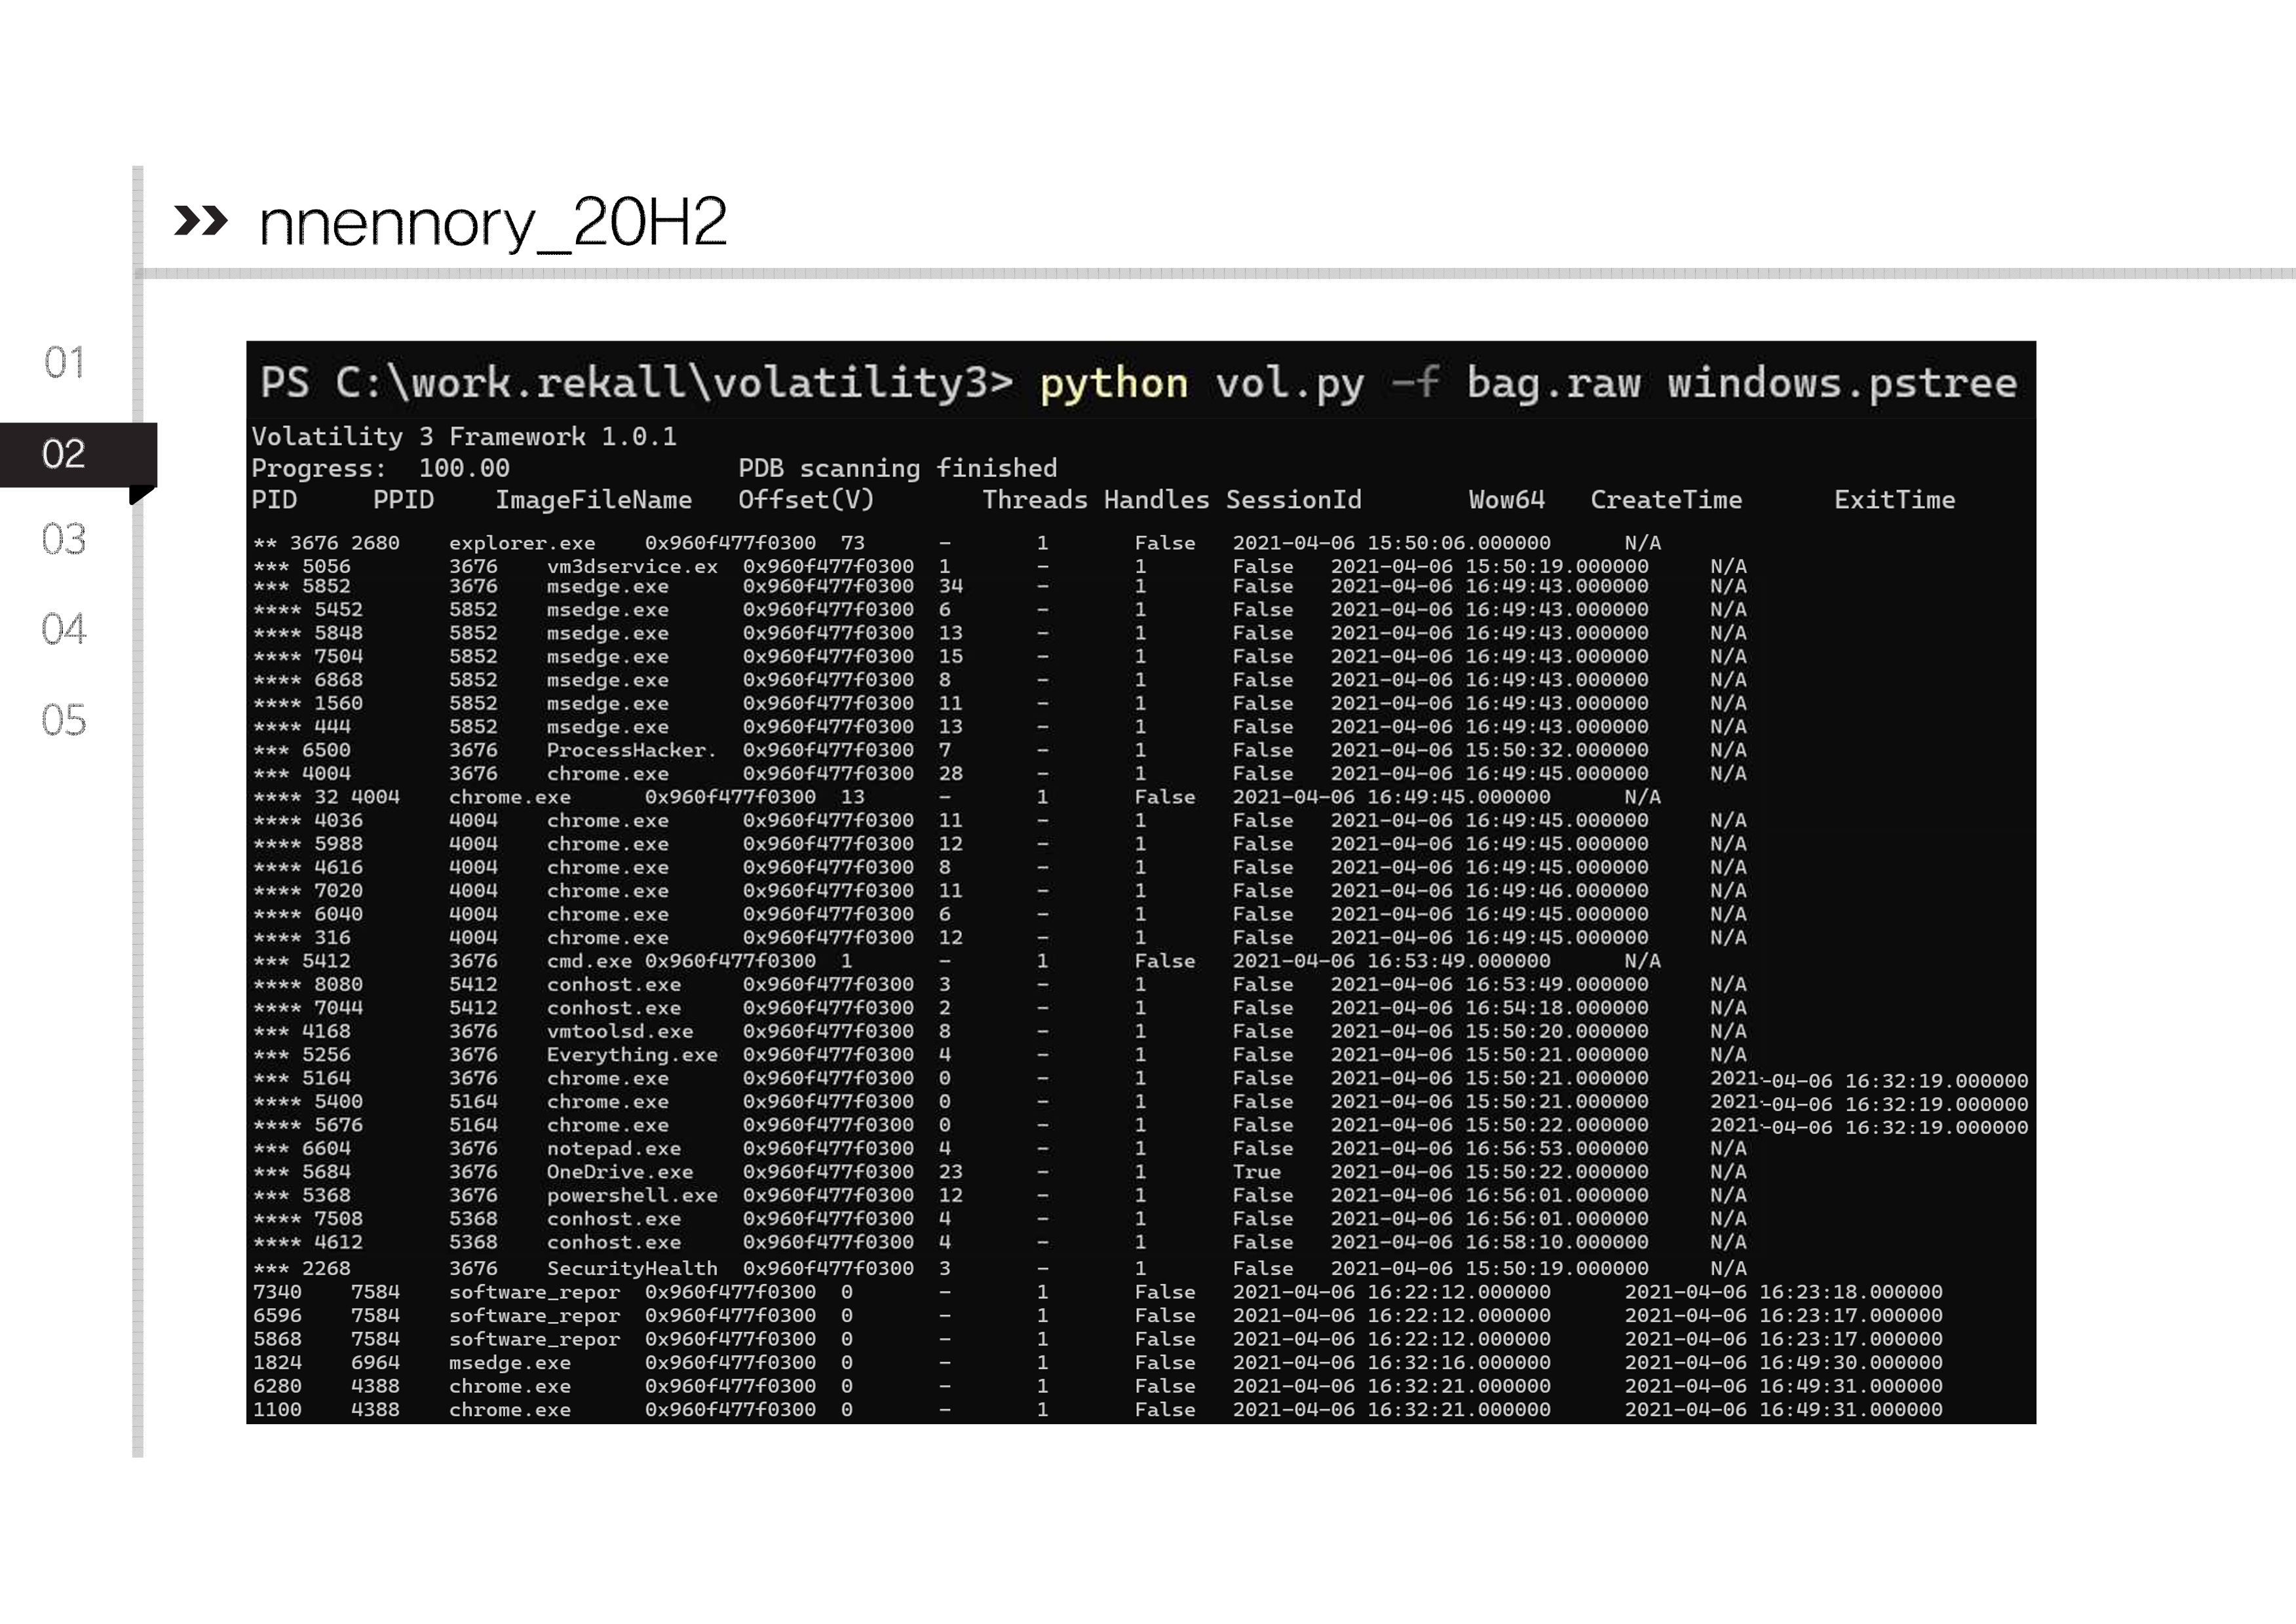 >> nnennory_20H2
01
02
03
04
05
PS C:\work.rekall\volatility3> python vol.py -f bag.raw windows.pstree
Volatility 3 Framework 1.0.1
Progress: 100.00 PDB scanning finished
PID PPID ImageFileName Offset(V) Threads Handles SessionId Wow64 CreateTime ExitTime
** 3676 2680 explorer.exe 0x960f477f0300 73 - 1 False 2021-04-06 15:50:06.000000 N/A
*** 5056 3676 vm3dservice.ex 0x960f477f0300 1 - 1 False 2021-04-06 15:50:19.000000 N/A
*** 5852 3676 msedge.exe 0x960f477f0300 34 - 1 False 2021-04-06 16:49:43.000000 N/A
**** 5452 5852 msedge.exe 0x960f477f0300 6 - 1 False 2021-04-06 16:49:43.000000 N/A
**** 5848 5852 msedge.exe 0x960f477f0300 13 - 1 False 2021-04-06 16:49:43.000000 N/A
**** 7504 5852 msedge.exe 0x960f477f0300 15 - 1 False 2021-04-06 16:49:43.000000 N/A
**** 6868 5852 msedge.exe 0x960f477f0300 8 - 1 False 2021-04-06 16:49:43.000000 N/A
**** 1560 5852 msedge.exe 0x960f477f0300 11 - 1 False 2021-04-06 16:49:43.000000 N/A
**** 444 5852 msedge.exe 0x960f477f0300 13 - 1 False 2021-04-06 16:49:43.000000 N/A
*** 6500 3676 ProcessHacker. 0x960f477f0300 7 - 1 False 2021-04-06 15:50:32.000000 N/A
*** 4004 3676 chrome.exe 0x960f477f0300 28 - 1 False 2021-04-06 16:49:45.000000 N/A
**** 32 4004 chrome.exe 0x960f477f0300 13 - 1 False 2021-04-06 16:49:45.000000 N/A
**** 4036 4004 chrome.exe 0x960f477f0300 11 - 1 False 2021-04-06 16:49:45.000000 N/A
**** 5988 4004 chrome.exe 0x960f477f0300 12 - 1 False 2021-04-06 16:49:45.000000 N/A
**** 4616 4004 chrome.exe 0x960f477f0300 8 - 1 False 2021-04-06 16:49:45.000000 N/A
**** 7020 4004 chrome.exe 0x960f477f0300 11 - 1 False 2021-04-06 16:49:46.000000 N/A
**** 6040 4004 chrome.exe 0x960f477f0300 6 - 1 False 2021-04-06 16:49:45.000000 N/A
**** 316 4004 chrome.exe 0x960f477f0300 12 - 1 False 2021-04-06 16:49:45.000000 N/A
*** 5412 3676 cmd.exe 0x960f477f0300 1 - 1 False 2021-04-06 16:53:49.000000 N/A
**** 8080 5412 conhost.exe 0x960f477f0300 3 - 1 False 2021-04-06 16:53:49.000000 N/A
**** 7044 5412 conhost.exe 0x960f477f0300 2 - 1 False 2021-04-06 16:54:18.000000 N/A
*** 4168 3676 vmtoolsd.exe 0x960f477f0300 8 - 1 False 2021-04-06 15:50:20.000000 N/A
*** 5256 3676 Everything.exe 0x960f477f0300 4 - 1 False 2021-04-06 15:50:21.000000 N/A
*** 5164 3676 chrome.exe 0x960f477f0300 0 - 1 False 2021-04-06 15:50:21.000000 2021-04-06 16:32:19.000000
**** 5400 5164 chrome.exe 0x960f477f0300 0 - 1 False 2021-04-06 15:50:21.000000 2021-04-06 16:32:19.000000
**** 5676 5164 chrome.exe 0x960f477f0300 0 - 1 False 2021-04-06 15:50:22.000000 2021-04-06 16:32:19.000000
*** 6604 3676 notepad.exe 0x960f477f0300 4 - 1 False 2021-04-06 16:56:53.000000 N/A
*** 5684 3676 OneDrive.exe 0x960f477f0300 23 - 1 True 2021-04-06 15:50:22.000000 N/A
*** 5368 3676 powershell.exe 0x960f477f0300 12 - 1 False 2021-04-06 16:56:01.000000 N/A
**** 7508 5368 conhost.exe 0x960f477f0300 4 - 1 False 2021-04-06 16:56:01.000000 N/A
**** 4612 5368 conhost.exe 0x960f477f0300 4 - 1 False 2021-04-06 16:58:10.000000 N/A
*** 2268 3676 SecurityHealth 0x960f477f0300 3 - 1 False 2021-04-06 15:50:19.000000 N/A
7340 7584 software_repor 0x960f477f0300 0 - 1 False 2021-04-06 16:22:12.000000 2021-04-06 16:23:18.000000
6596 7584 software_repor 0x960f477f0300 0 - 1 False 2021-04-06 16:22:12.000000 2021-04-06 16:23:17.000000
5868 7584 software_repor 0x960f477f0300 0 - 1 False 2021-04-06 16:22:12.000000 2021-04-06 16:23:17.000000
1824 6964 msedge.exe 0x960f477f0300 0 - 1 False 2021-04-06 16:32:16.000000 2021-04-06 16:49:30.000000
6280 4388 chrome.exe 0x960f477f0300 0 - 1 False 2021-04-06 16:32:21.000000 2021-04-06 16:49:31.000000
1100 4388 chrome.exe 0x960f477f0300 0 - 1 False 2021-04-06 16:32:21.000000 2021-04-06 16:49:31.000000